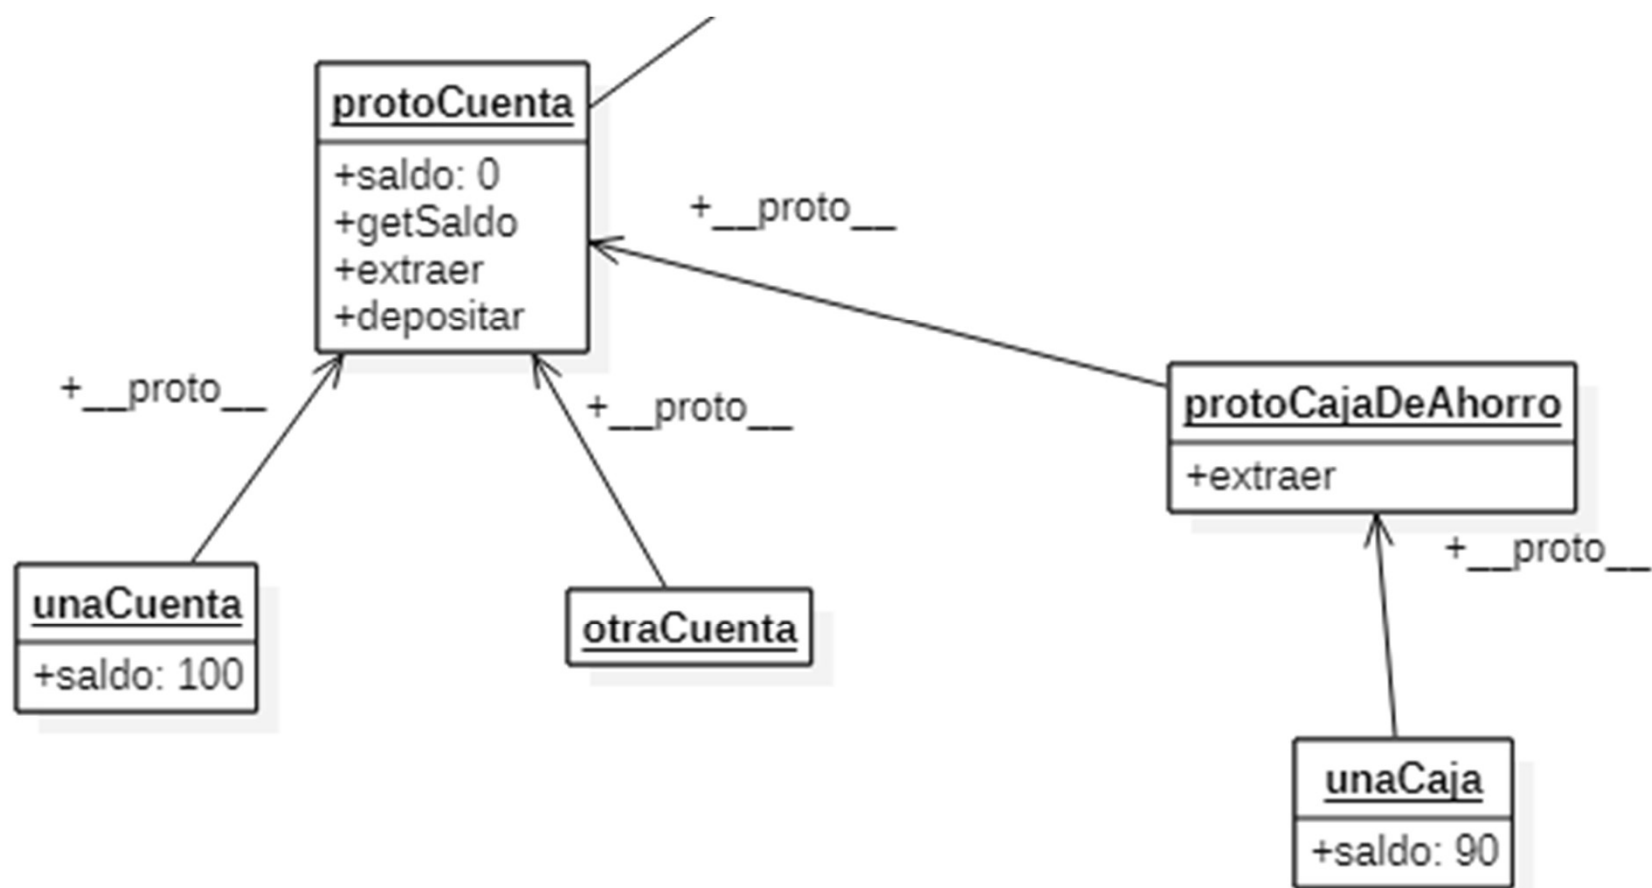 protoCuenta
+saldo: 0
+getSaldo
+extraer
+depositar
+__proto__
+__proto__
+__proto__
protoCajaDeAhorro
+extraer
+__proto__
unaCuenta
+saldo: 100
otraCuenta
unaCaja
+saldo: 90